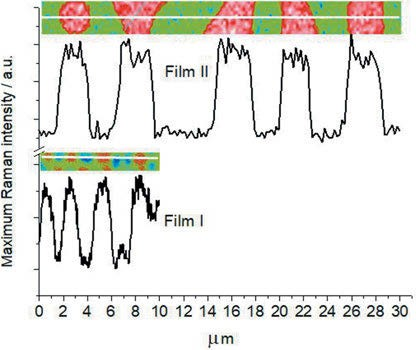 Maximum Raman intensity / a.u.
Film II
Film I
0 2 4 6 8 10 12 14 16 18 20 22 24 26 28 30
μm